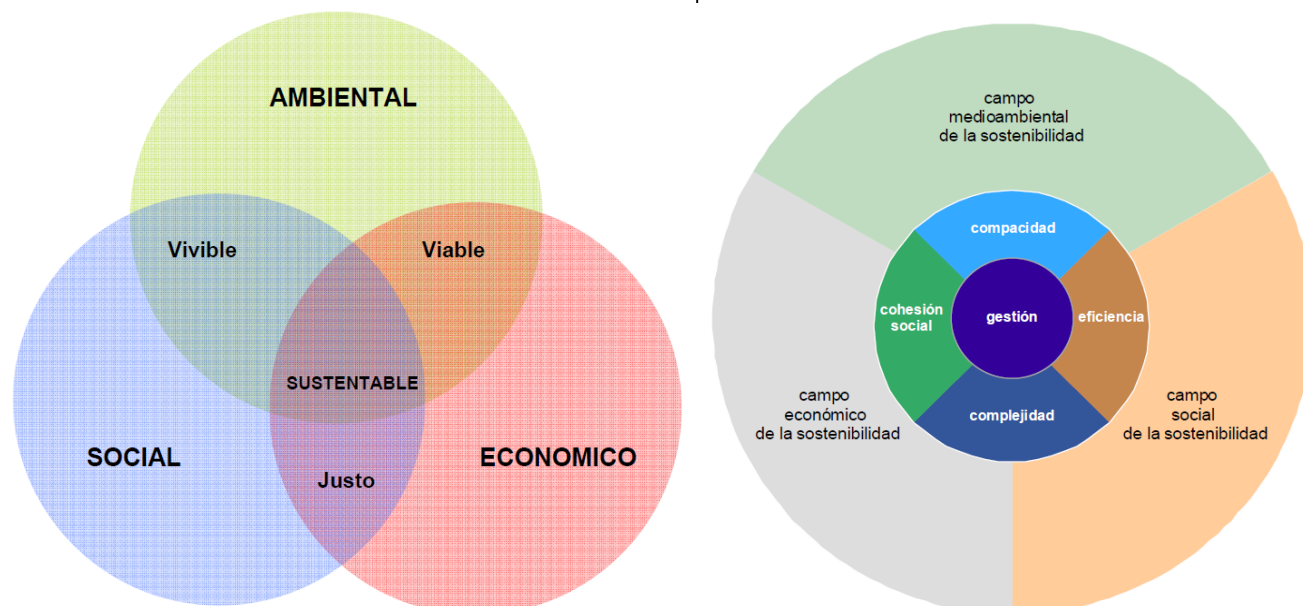 AMBIENTAL
Vivible
Viable
SUSTENTABLE
SOCIAL
ECONOMICO
Justo
campo
medioambiental
de la sostenibilidad
compacidad
cohesión
social
gestión
eficiencia
complejidad
campo
económico
de la sostenibilidad
campo
social
de la sostenibilidad